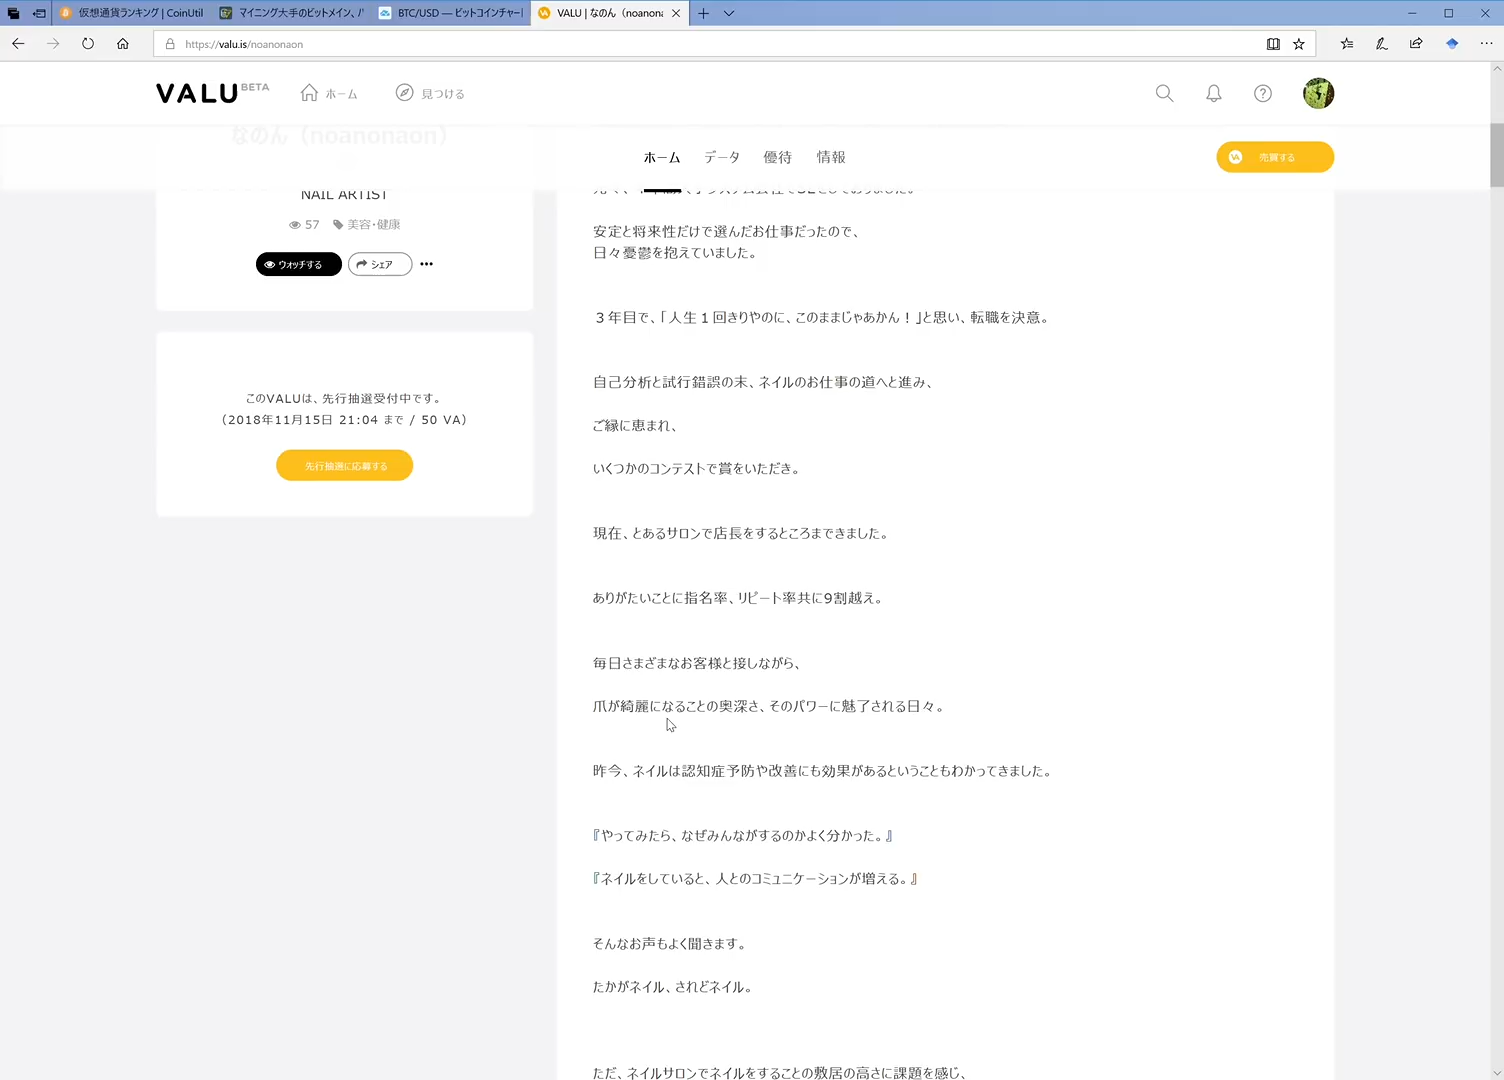 仮想通貨ランキング | CoinUtil
マイニング大手のビットメイン、バ
BTC/USD — ビットコインチャート
VALU | なのん（noanona
https://valu.is/noanonaon
VALU BETA
ホーム
見つける
なのん（noanonaon）
ホーム
データ
優待
情報
売買する
NAIL ARTIST
57
美容・健康
ウォッチする
シェア
このVALUは、先行抽選受付中です。
（2018年11月15日 21:04 まで / 50 VA）
先行抽選に応募する
安定と将来性だけで選んだお仕事だったので、
日々憂鬱を抱えていました。
３年目で、「人生１回きりやのに、このままじゃあかん！」と思い、転職を決意。
自己分析と試行錯誤の末、ネイルのお仕事の道へと進み、
ご縁に恵まれ、
いくつかのコンテストで賞をいただき。
現在、とあるサロンで店長をするところまできました。
ありがたいことに指名率、リピート率共に9割越え。
毎日さまざまなお客様と接しながら、
爪が綺麗になることの奥深さ、そのパワーに魅了される日々。
昨今、ネイルは認知症予防や改善にも効果があるということもわかってきました。
『やってみたら、なぜみんながするのかよく分かった。』
『ネイルをしていると、人とのコミュニケーションが増える。』
そんなお声もよく聞きます。
たかがネイル、されどネイル。
ただ、ネイルサロンでネイルをすることの敷居の高さに課題を感じ、